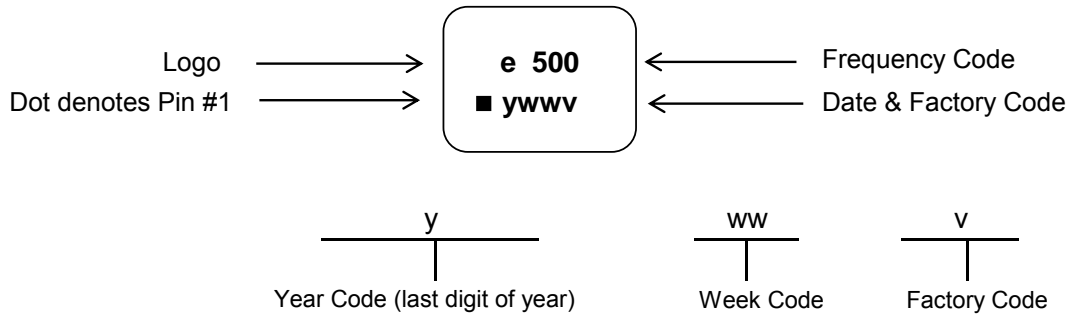 Logo
e 500
Frequency Code
Dot denotes Pin #1
■ ywwv
Date & Factory Code
y
ww
v
Year Code (last digit of year)
Week Code
Factory Code